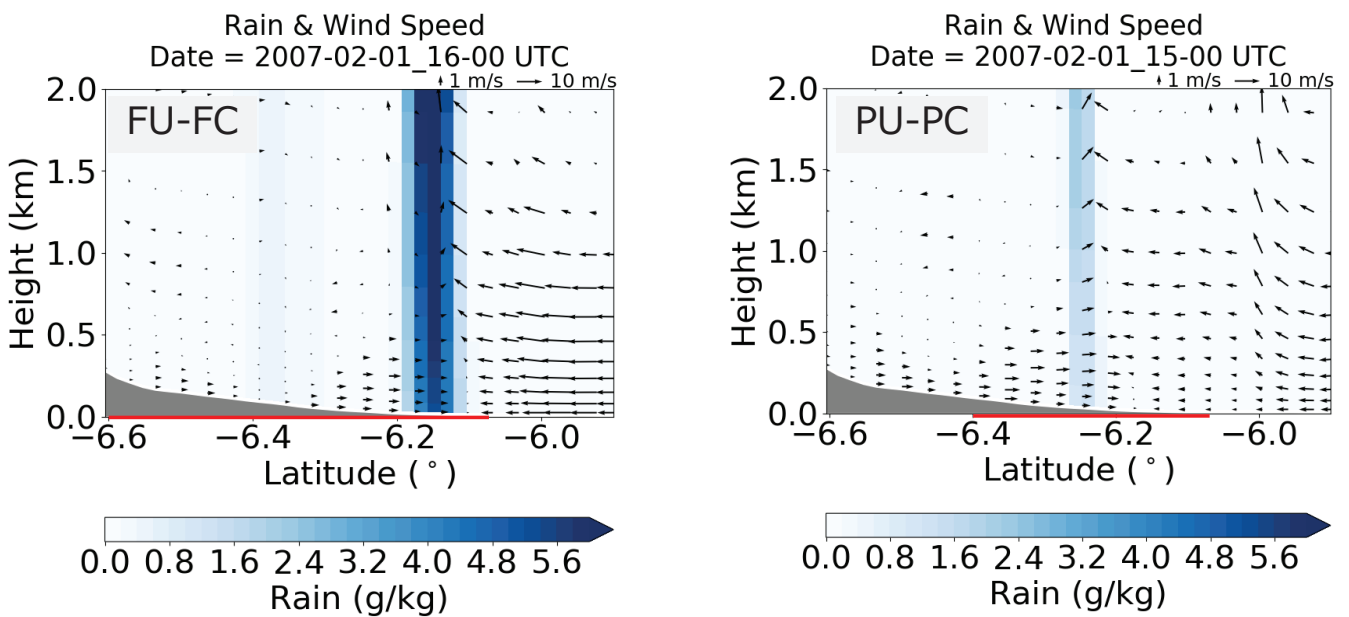 Rain & Wind Speed
Date = 2007-02-01_16-00 UTC
1 m/s 10 m/s
FU-FC
2.0
1.5
1.0
0.5
0.0
Height (km)
−6.6 −6.4 −6.2 −6.0
Latitude (°)
0.0 0.8 1.6 2.4 3.2 4.0 4.8 5.6
Rain (g/kg)
Rain & Wind Speed
Date = 2007-02-01_15-00 UTC
1 m/s 10 m/s
PU-PC
2.0
1.5
1.0
0.5
0.0
Height (km)
−6.6 −6.4 −6.2 −6.0
Latitude (°)
0.0 0.8 1.6 2.4 3.2 4.0 4.8 5.6
Rain (g/kg)